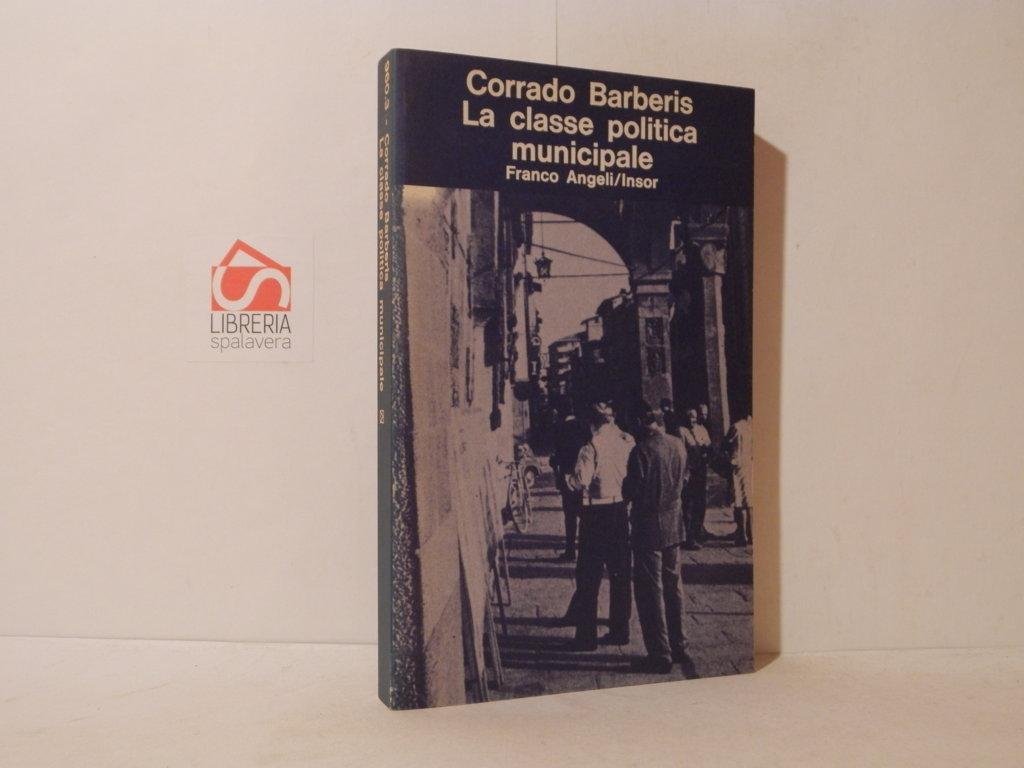 Corrado Barberis
La classe politica
municipale
Franco Angeli/Insor
960.3 - Corrado Barberis
La classe politica municipale
LIBRERIA
spalavera